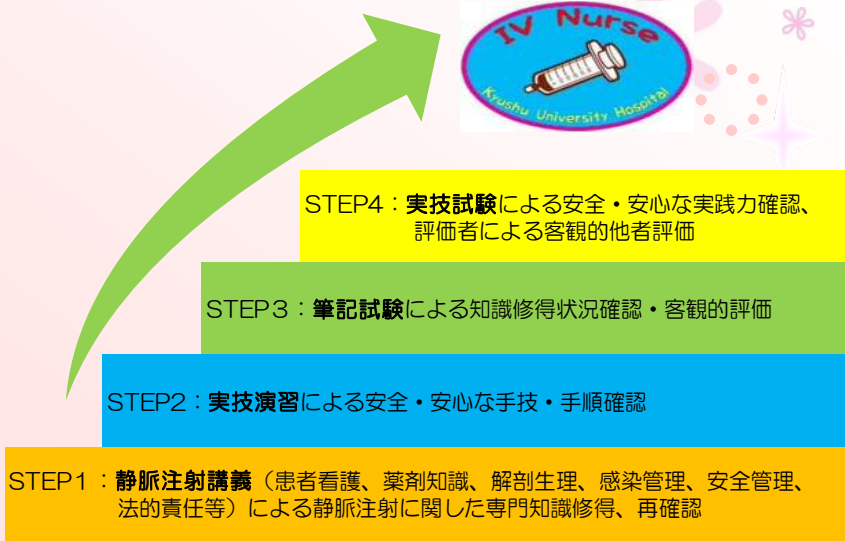 IV Nurse
Kyushu University Hospital
STEP4：実技試験による安全・安心な実践力確認、
評価者による客観的他者評価
STEP３：筆記試験による知識修得状況確認・客観的評価
STEP2：実技演習による安全・安心な手技・手順確認
STEP1：静脈注射講義（患者看護、薬剤知識、解剖生理、感染管理、安全管理、
法的責任等）による静脈注射に関した専門知識修得、再確認